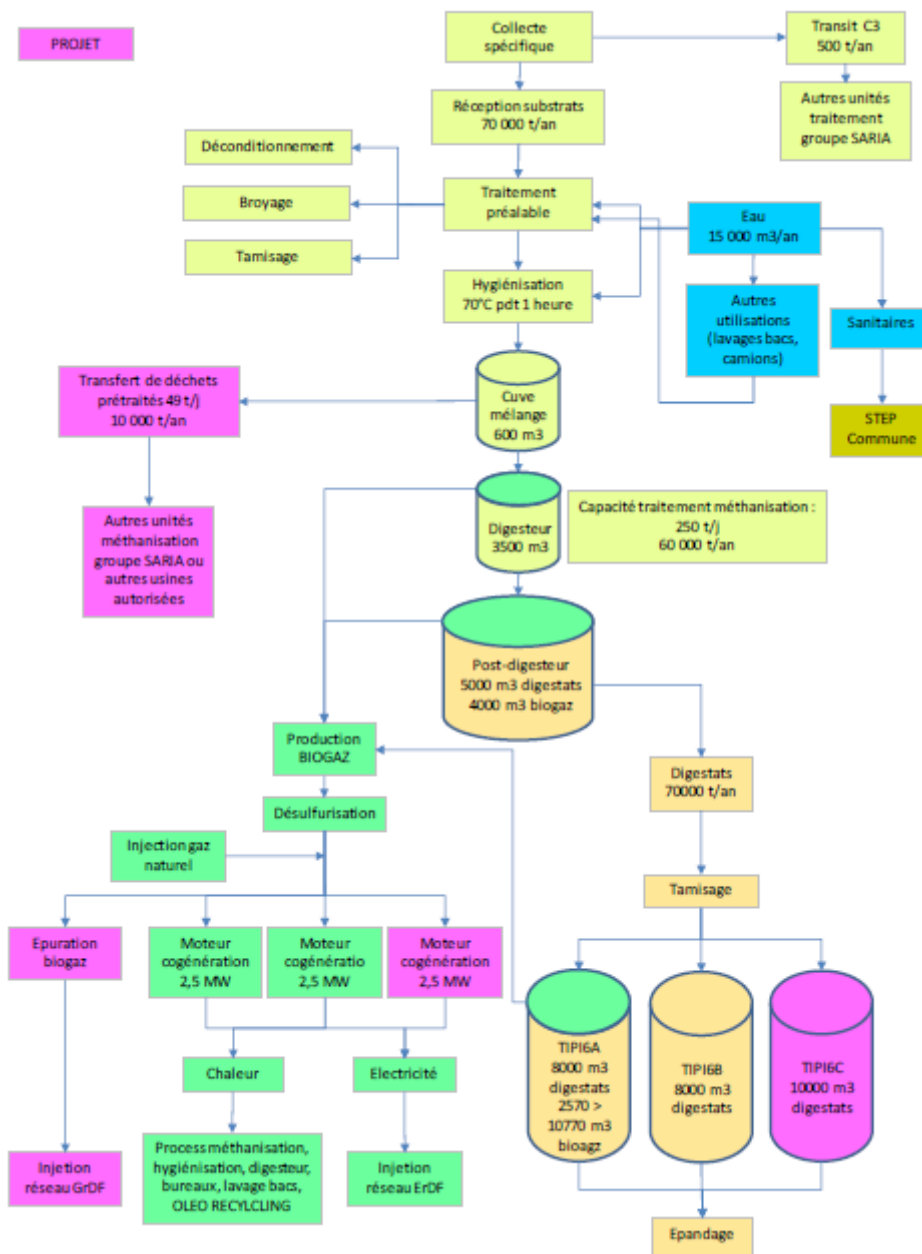 PROJET
Collecte
spécifique
Transit C3
500 t/an
Réception substrats
70 000 t/an
Autres unités
traitement
groupe SARIA
Déconditionnement
Broyage
Tamisage
Traitement
préalable
Eau
15 000 m3/an
Hygiénisation
70°C pdt 1 heure
Autres
utilisations
(lavages bacs,
camions)
Sanitaires
STEP
Commune
Transfert de déchets
prétraités 49 t/j
10 000 t/an
Cuve
mélange
600 m3
Autres unités
méthanisation
groupe SARIA ou
autres usines
autorisées
Digesteur
3500 m3
Capacité traitement méthanisation :
250 t/j
60 000 t/an
Post-digesteur
5000 m3 digestats
4000 m3 biogaz
Production
BIOGAZ
Digestats
70000 t/an
Désulfurisation
Injection gaz
naturel
Tamisage
Epuration
biogaz
Moteur
cogénération
2,5 MW
Moteur
cogénératio
2,5 MW
Moteur
cogénération
2,5 MW
TIPI6A
8000 m3
digestats
2570 >
10770 m3
bioagz
TIPI6B
8000 m3
digestats
TIPI6C
10000 m3
digestats
Chaleur
Electricité
Injetion
réseau GrDF
Process méthanisation,
hygiénisation, digesteur,
bureaux, lavage bacs,
OLEO RECYLCLING
Injection
réseau ErDF
Epandage